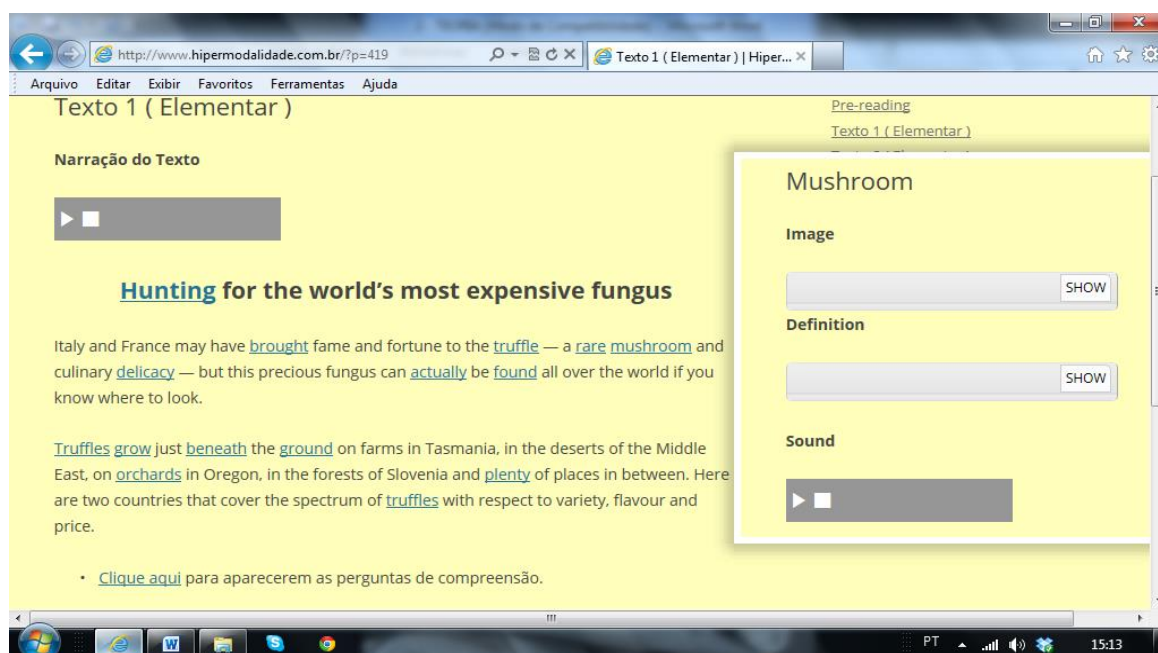 http://www.hipermodalidade.com.br/?p=419
Texto 1 ( Elementar ) | Hiper...
Arquivo Editar Exibir Favoritos Ferramentas Ajuda
Texto 1 ( Elementar )
Narração do Texto
Hunting for the world's most expensive fungus
Italy and France may have brought fame and fortune to the truffle — a rare mushroom and
culinary delicacy — but this precious fungus can actually be found all over the world if you
know where to look.
Truffles grow just beneath the ground on farms in Tasmania, in the deserts of the Middle
East, on orchards in Oregon, in the forests of Slovenia and plenty of places in between. Here
are two countries that cover the spectrum of truffles with respect to variety, flavour and
price.
• Clique aqui para aparecerem as perguntas de compreensão.
Pre-reading
Texto 1 ( Elementar )
Mushroom
Image
SHOW
Definition
SHOW
Sound
PT
15:13